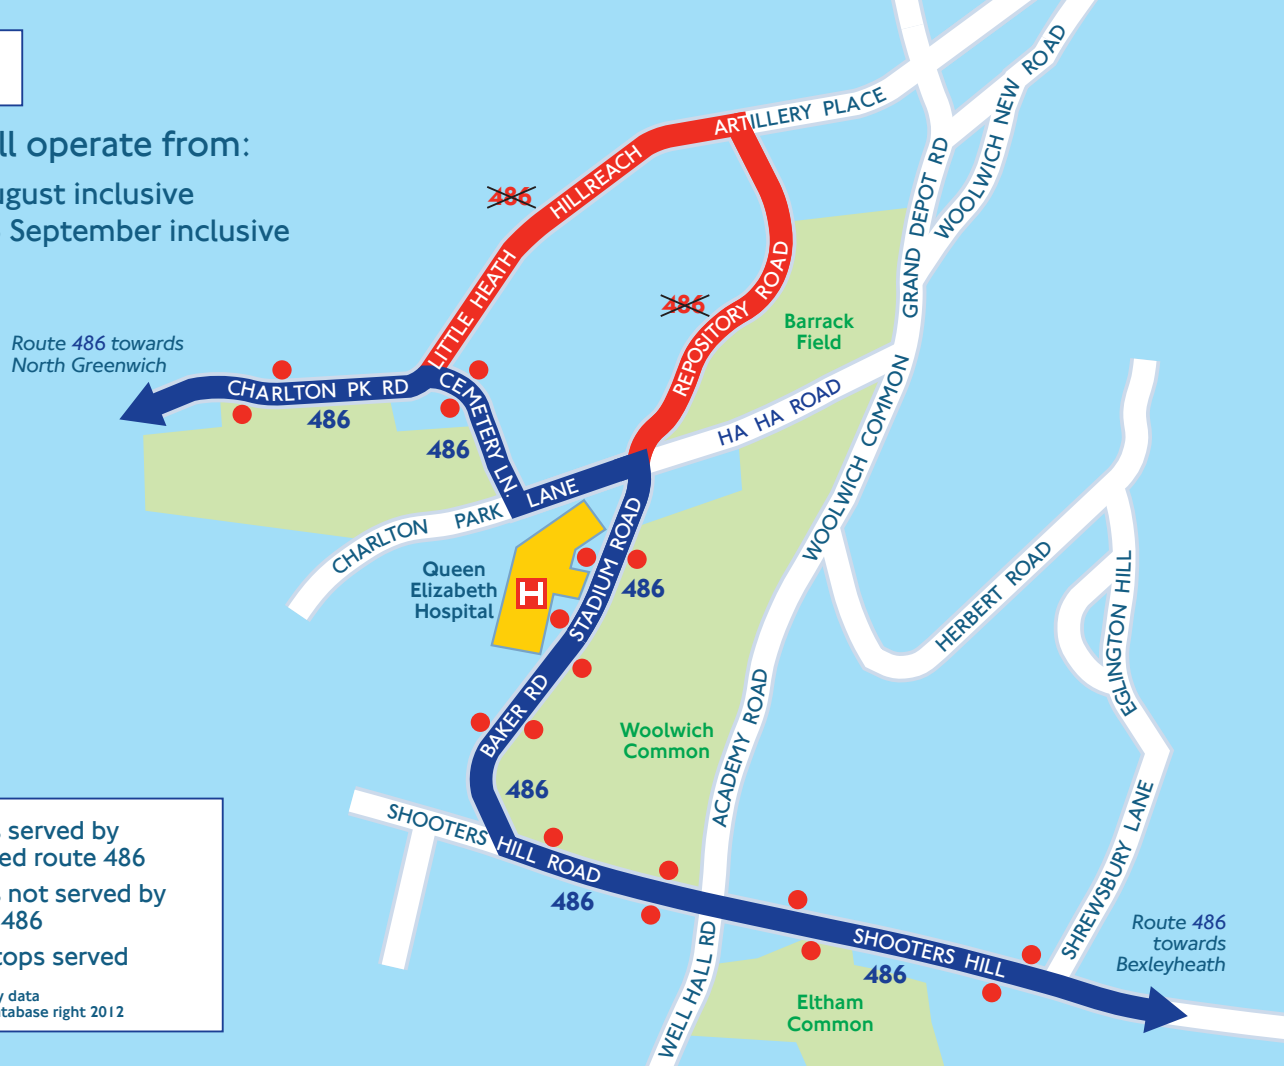 ll operate from:
ugust inclusive
September inclusive
Route 486 towards
North Greenwich
ARTILLERY PLACE
WOOLWICH NEW ROAD
GRAND DEPOT RD
HILLREACH
486
LITTLE HEATH
486
REPOSITORY ROAD
Barrack
Field
CHARLTON PK RD
486
CEMETERY LN.
486
HA HA ROAD
WOOLWICH COMMON
CHARLTON PARK LANE
Queen
Elizabeth
Hospital
H
STADIUM ROAD
486
HERBERT ROAD
EGLINGTON HILL
BAKER RD
486
Woolwich
Common
ACADEMY ROAD
SHOOTERS HILL ROAD
486
SHREWSBURY LANE
SHOOTERS HILL
486
Route 486
towards
Bexleyheath
WELL HALL RD
Eltham
Common
s served by
ed route 486
s not served by
486
tops served
y data
tabase right 2012